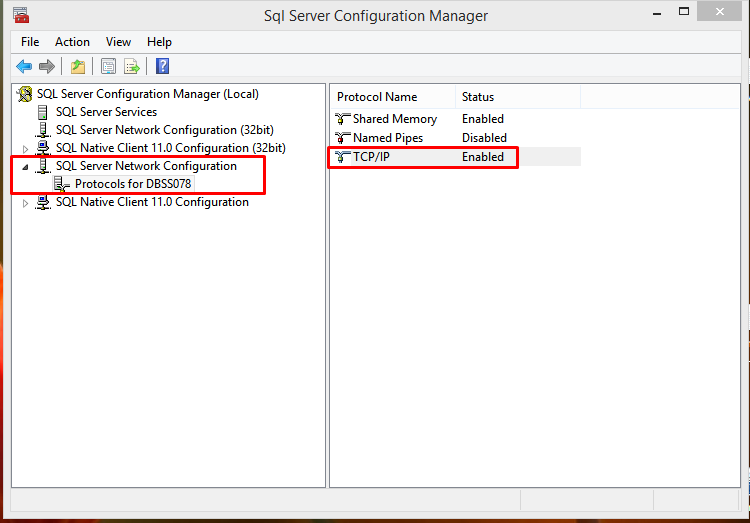 Sql Server Configuration Manager
File Action View Help
SQL Server Configuration Manager (Local)
SQL Server Services
SQL Server Network Configuration (32bit)
SQL Native Client 11.0 Configuration (32bit)
SQL Server Network Configuration
Protocols for DBSS078
SQL Native Client 11.0 Configuration
Protocol Name Status
Shared Memory Enabled
Named Pipes Disabled
TCP/IP Enabled